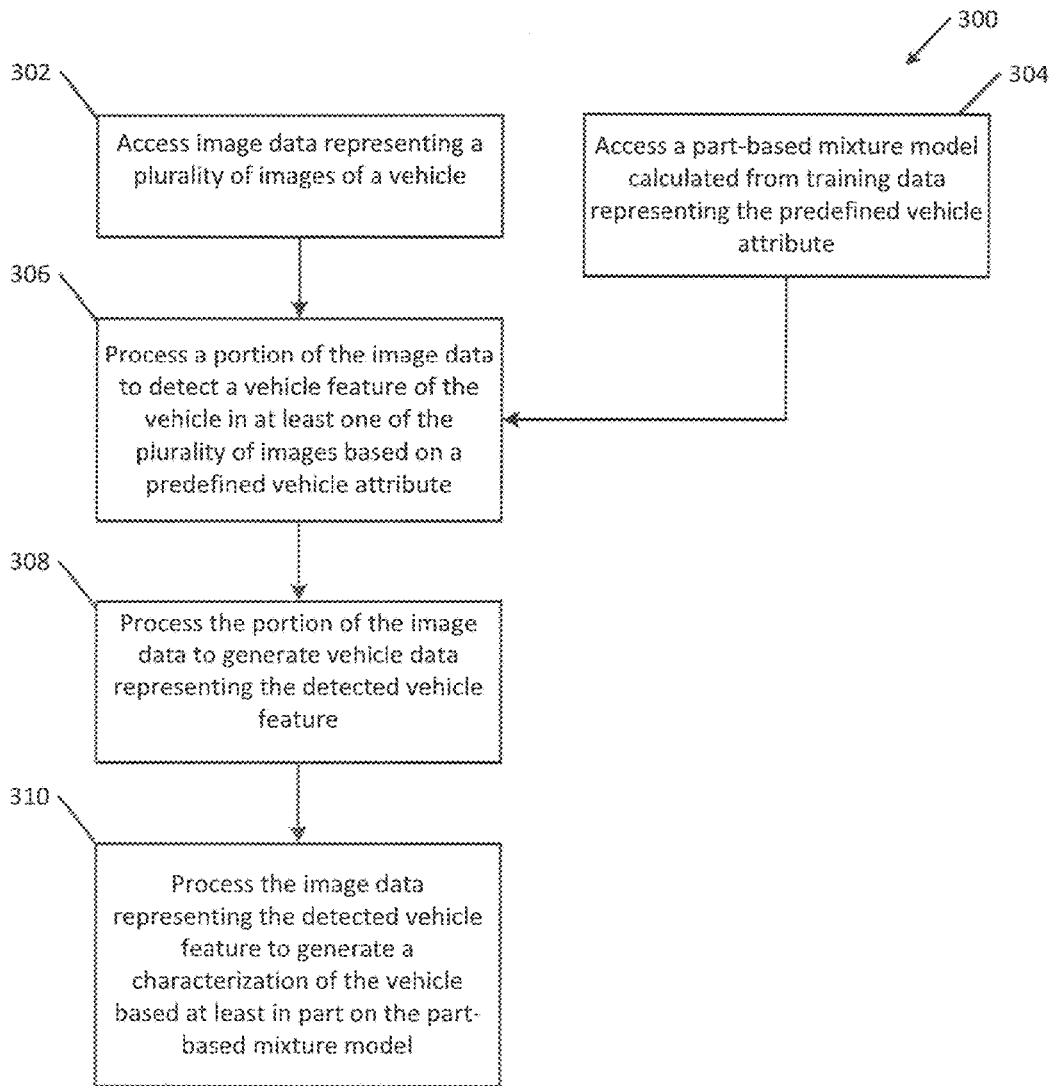 300
302
304
Access image data representing a
plurality of images of a vehicle
Access a part-based mixture model
calculated from training data
representing the predefined vehicle
attribute
306
Process a portion of the image data
to detect a vehicle feature of the
vehicle in at least one of the
plurality of images based on a
predefined vehicle attribute
308
Process the portion of the image
data to generate vehicle data
representing the detected vehicle
feature
310
Process the image data
representing the detected vehicle
feature to generate a
characterization of the vehicle
based at least in part on the part-
based mixture model